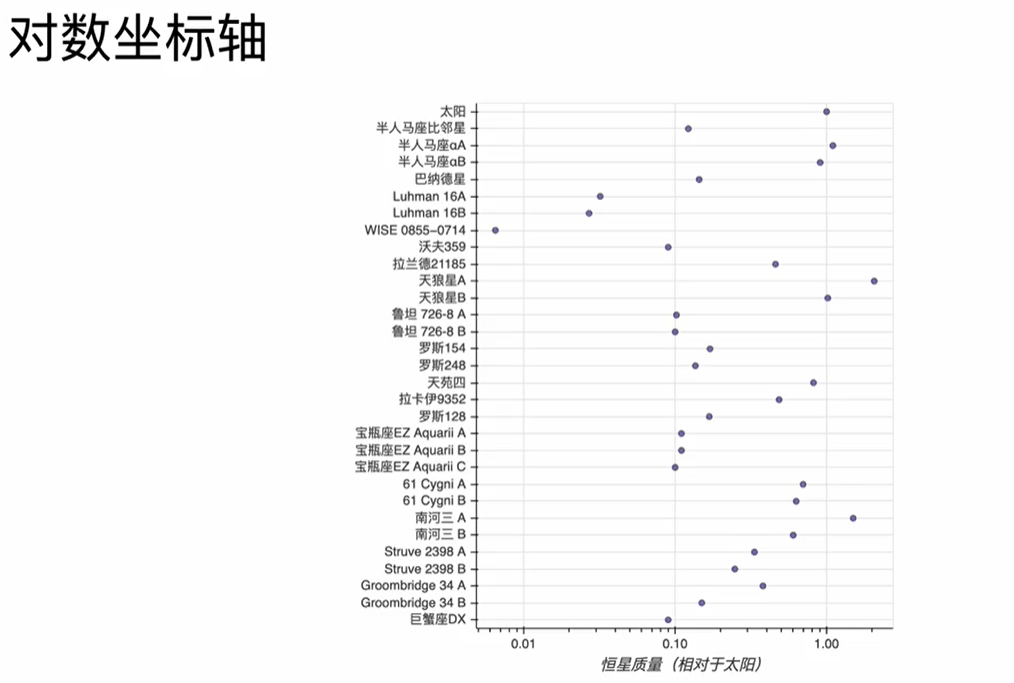 对数坐标轴
太阳
半人马座比邻星
半人马座αA
半人马座αB
巴纳德星
Luhman 16A
Luhman 16B
WISE 0855−0714
沃夫359
拉兰德21185
天狼星A
天狼星B
鲁坦 726-8 A
鲁坦 726-8 B
罗斯154
罗斯248
天苑四
拉卡伊9352
罗斯128
宝瓶座EZ Aquarii A
宝瓶座EZ Aquarii B
宝瓶座EZ Aquarii C
61 Cygni A
61 Cygni B
南河三 A
南河三 B
Struve 2398 A
Struve 2398 B
Groombridge 34 A
Groombridge 34 B
巨蟹座DX
0.01 0.10 1.00
恒星质量（相对于太阳）